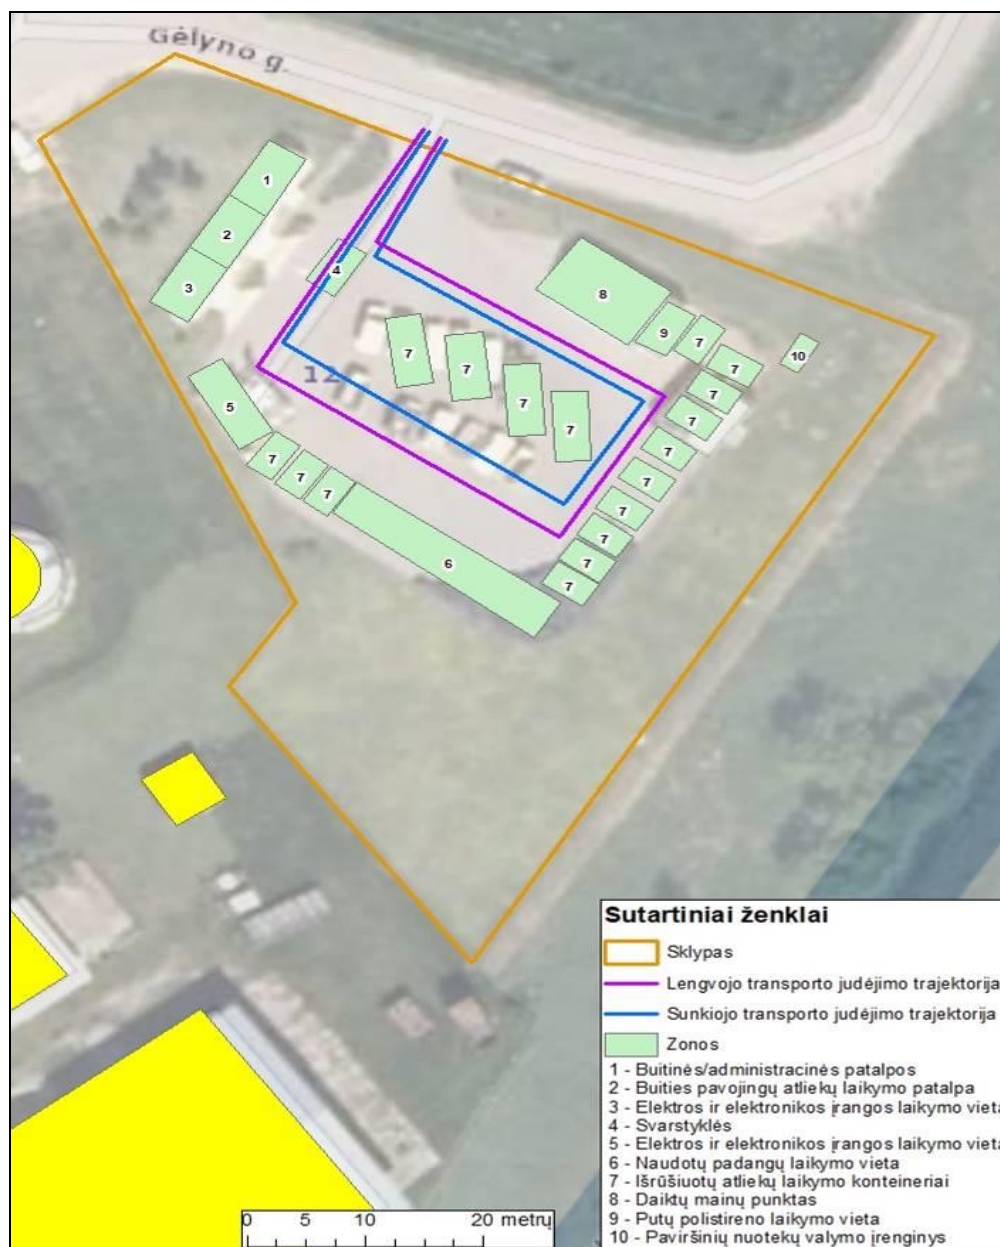 Gėlyno g.
1
2
3
4
8
9
7
10
7
7
7
7
7
7
7
12
5
7
7
7
7
7
7
7
6
7
7
7
Sutartiniai ženklai
Sklypas
Lengvojo transporto judėjimo trajektorija
Sunkiojo transporto judėjimo trajektorija
Zonos
1 - Buitinės/administracinės patalpos
2 - Buities pavojingų atliekų laikymo patalpa
3 - Elektros ir elektronikos įrangos laikymo vieta
4 - Svarstyklės
5 - Elektros ir elektronikos įrangos laikymo vieta
6 - Naudotų padangų laikymo vieta
7 - Išrūšiuotų atliekų laikymo konteineriai
8 - Daiktų mainų punktas
9 - Putų polistireno laikymo vieta
10 - Paviršinių nuotekų valymo įrenginys
0 5 10 20 metrų